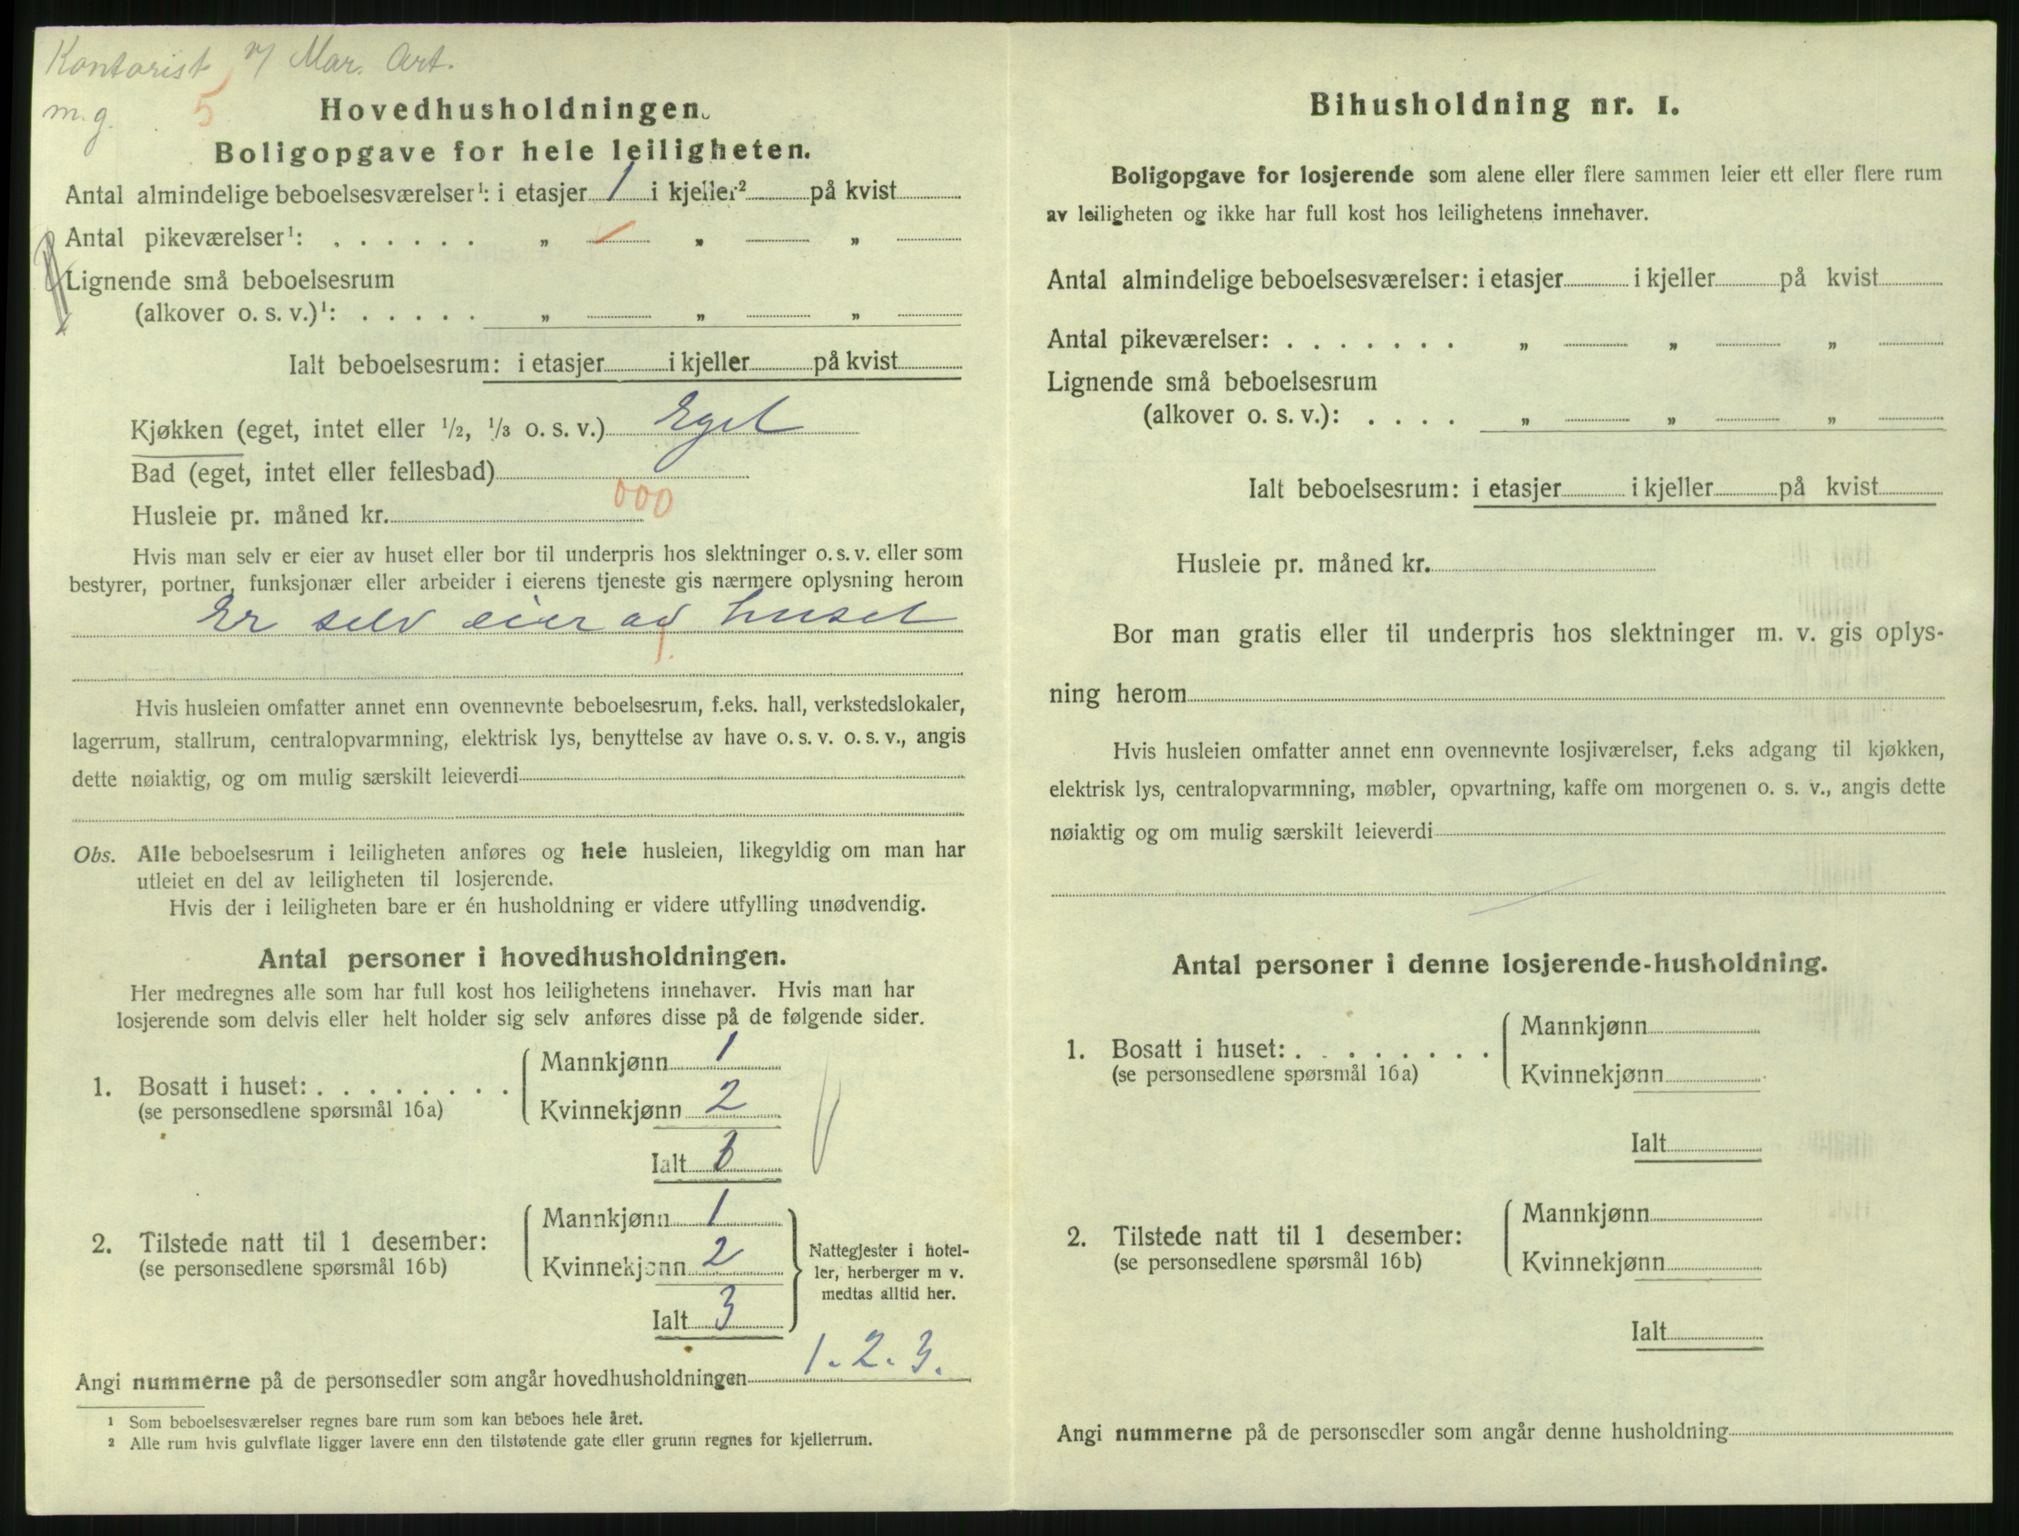 Kontorist v/ Mar. Art.
m.g. 5
Hovedhusholdningen.
Boligopgave for hele leiligheten.
Antal almindelige beboelsesværelser¹: i etasjer 1 i kjeller² på kvist
Antal pikeværelser¹: . . . . . . „ „ „
Lignende små beboelsesrum
(alkover o. s. v.)¹: . . . . . „ „ „
Ialt beboelsesrum: i etasjer i kjeller på kvist
Kjøkken (eget, intet eller ½, ⅓ o. s. v.) Eget
Bad (eget, intet eller fellesbad)
000
Husleie pr. måned kr.
Hvis man selv er eier av huset eller bor til underpris hos slektninger o. s. v. eller som
bestyrer, portner, funksjonær eller arbeider i eierens tjeneste gis nærmere oplysning herom
Er selv eier av huset
1.
Hvis husleien omfatter annet enn ovennevnte beboelsesrum, f.eks. hall, verkstedslokaler,
lagerrum, stallrum, centralopvarmning, elektrisk lys, benyttelse av have o. s. v. o. s. v., angis
dette nøiaktig, og om mulig særskilt leieverdi
Obs. Alle beboelsesrum i leiligheten anføres og hele husleien, likegyldig om man har
utleiet en del av leiligheten til losjerende.
Hvis der i leiligheten bare er én husholdning er videre utfylling unødvendig.
Antal personer i hovedhusholdningen.
Her medregnes alle som har full kost hos leilighetens innehaver. Hvis man har
losjerende som delvis eller helt holder sig selv anføres disse på de følgende sider.
Mannkjønn 1
1. Bosatt i huset: . . . . . . . .
(se personsedlene spørsmål 16a)
Kvinnekjønn 2
Ialt 3
Mannkjønn 1
2. Tilstede natt til 1 desember:
(se personsedlene spørsmål 16b)
Kvinnekjønn 2
Ialt 3
Nattegjester i hotel-
ler, herberger m v.
medtas alltid her.
Angi nummerne på de personsedler som angår hovedhusholdningen 1. 2. 3.
¹ Som beboelsesværelser regnes bare rum som kan beboes hele året.
² Alle rum hvis gulvflate ligger lavere enn den tilstøtende gate eller grunn regnes for kjellerrum.
Bihusholdning nr. 1.
Boligopgave for losjerende som alene eller flere sammen leier ett eller flere rum
av leiligheten og ikke har full kost hos leilighetens innehaver.
Antal almindelige beboelsesværelser: i etasjer i kjeller på kvist
Antal pikeværelser: . . . . . . . „ „ „
Lignende små beboelsesrum
(alkover o. s. v.): . . . . „ „ „
Ialt beboelsesrum: i etasjer i kjeller på kvist
Husleie pr. måned kr.
Bor man gratis eller til underpris hos slektninger m. v. gis oplys-
ning herom
Hvis husleien omfatter annet enn ovennevnte losjiværelser, f.eks adgang til kjøkken,
elektrisk lys, centralopvarmning, møbler, opvartning, kaffe om morgenen o. s. v., angis dette
nøiaktig og om mulig særskilt leieverdi
Antal personer i denne losjerende-husholdning.
Mannkjønn
1. Bosatt i huset: . . . . . . . .
(se personsedlene spørsmål 16a)
Kvinnekjønn
Ialt
Mannkjønn
2. Tilstede natt til 1 desember:
(se personsedlene spørsmål 16b)
Kvinnekjønn
Ialt
Angi nummerne på de personsedler som angår denne husholdning